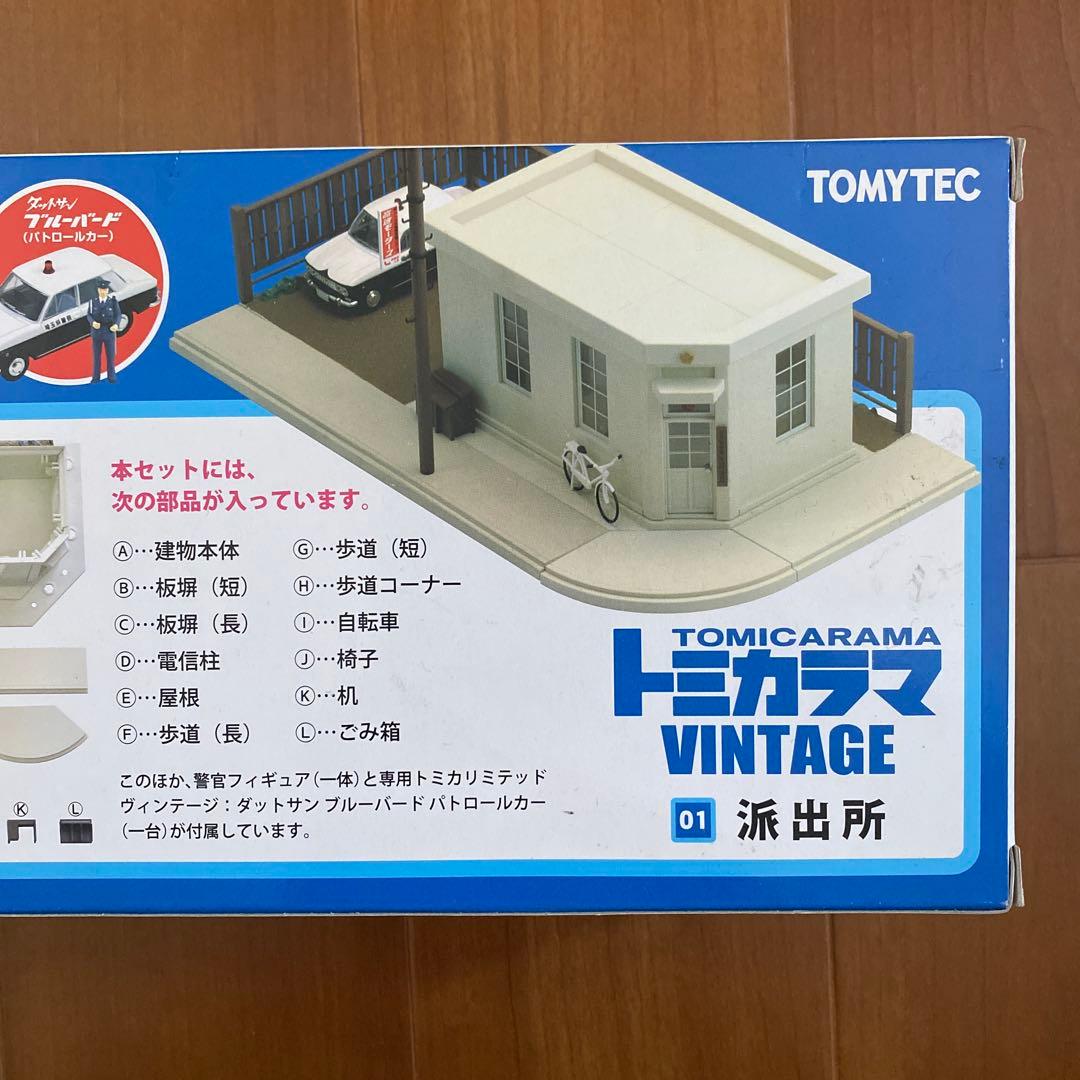 TOMYTEC
ダットサン
ブルーバード
(パトロールカー)
本セットには、
次の部品が入っています。
Ⓐ…建物本体
Ⓑ…板塀（短）
Ⓒ…板塀（長）
Ⓓ…電信柱
Ⓔ…屋根
Ⓕ…歩道（長）
Ⓖ…歩道（短）
Ⓗ…歩道コーナー
Ⓘ…自転車
Ⓙ…椅子
Ⓚ…机
Ⓛ…ごみ箱
このほか、警官フィギュア(一体)と専用トミカリミテッド
ヴィンテージ：ダットサン ブルーバード パトロールカー
(一台)が付属しています。
Ⓚ Ⓛ
TOMICARAMA
トミカラマ
VINTAGE
01 派出所